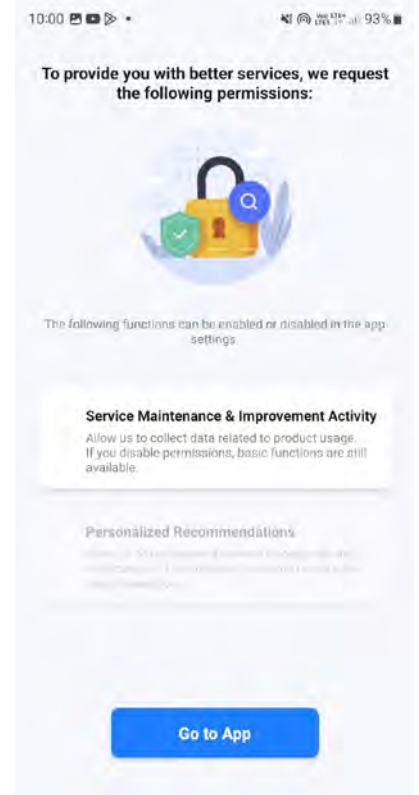 10:00
93%
To provide you with better services, we request
the following permissions:
The following functions can be enabled or disabled in the app
settings
Service Maintenance & Improvement Activity
Allow us to collect data related to product usage.
If you disable permissions, basic functions are still
available.
Personalized Recommendations
Go to App